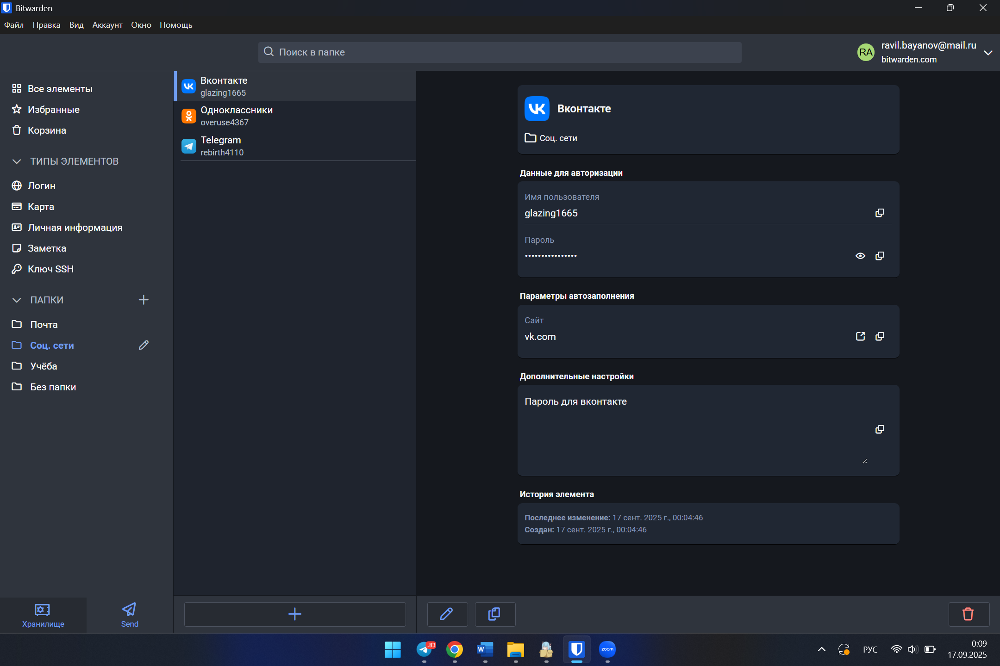 Bitwarden
Файл Правка Вид Аккаунт Окно Помощь
Поиск в папке
RA
ravil.bayanov@mail.ru
bitwarden.com
Все элементы
Избранные
Корзина
ТИПЫ ЭЛЕМЕНТОВ
Логин
Карта
Личная информация
Заметка
Ключ SSH
ПАПКИ
Почта
Соц. сети
Учёба
Без папки
Хранилище
Send
Вконтакте
glazing1665
Одноклассники
overuse4367
Telegram
rebirth4110
Вконтакте
Соц. сети
Данные для авторизации
Имя пользователя
glazing1665
Пароль
••••••••••••••••
Параметры автозаполнения
Сайт
vk.com
Дополнительные настройки
Пароль для вконтакте
История элемента
Последнее изменение: 17 сент. 2025 г., 00:04:46
Создан: 17 сент. 2025 г., 00:04:46
..83
W
zoom
РУС
0:09
17.09.2025